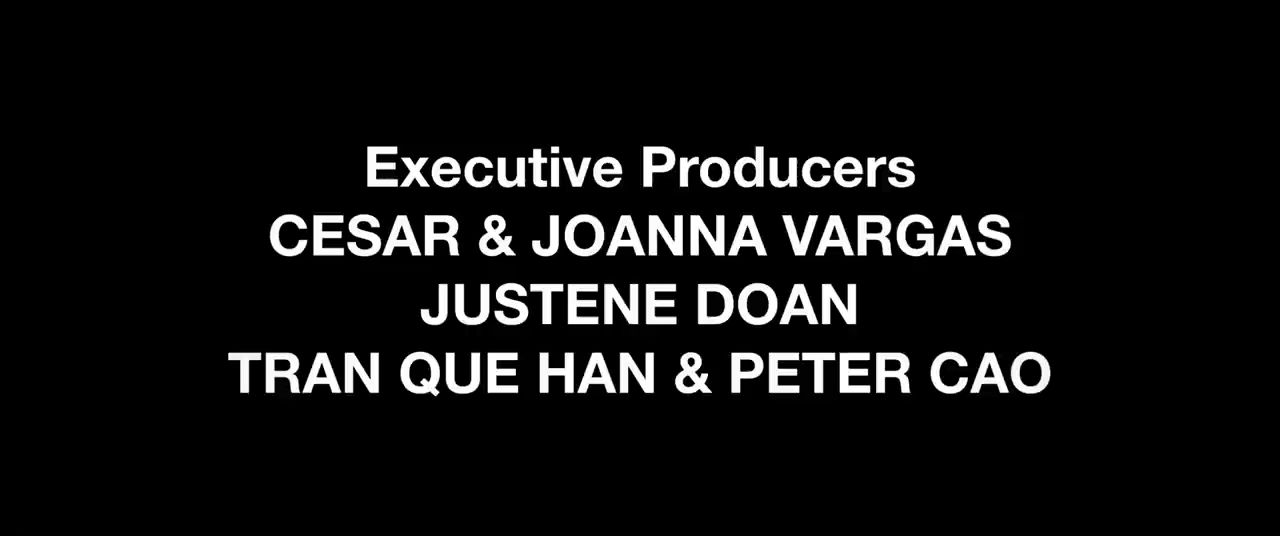 Executive Producers
CESAR & JOANNA VARGAS
JUSTENE DOAN
TRAN QUE HAN & PETER CAO